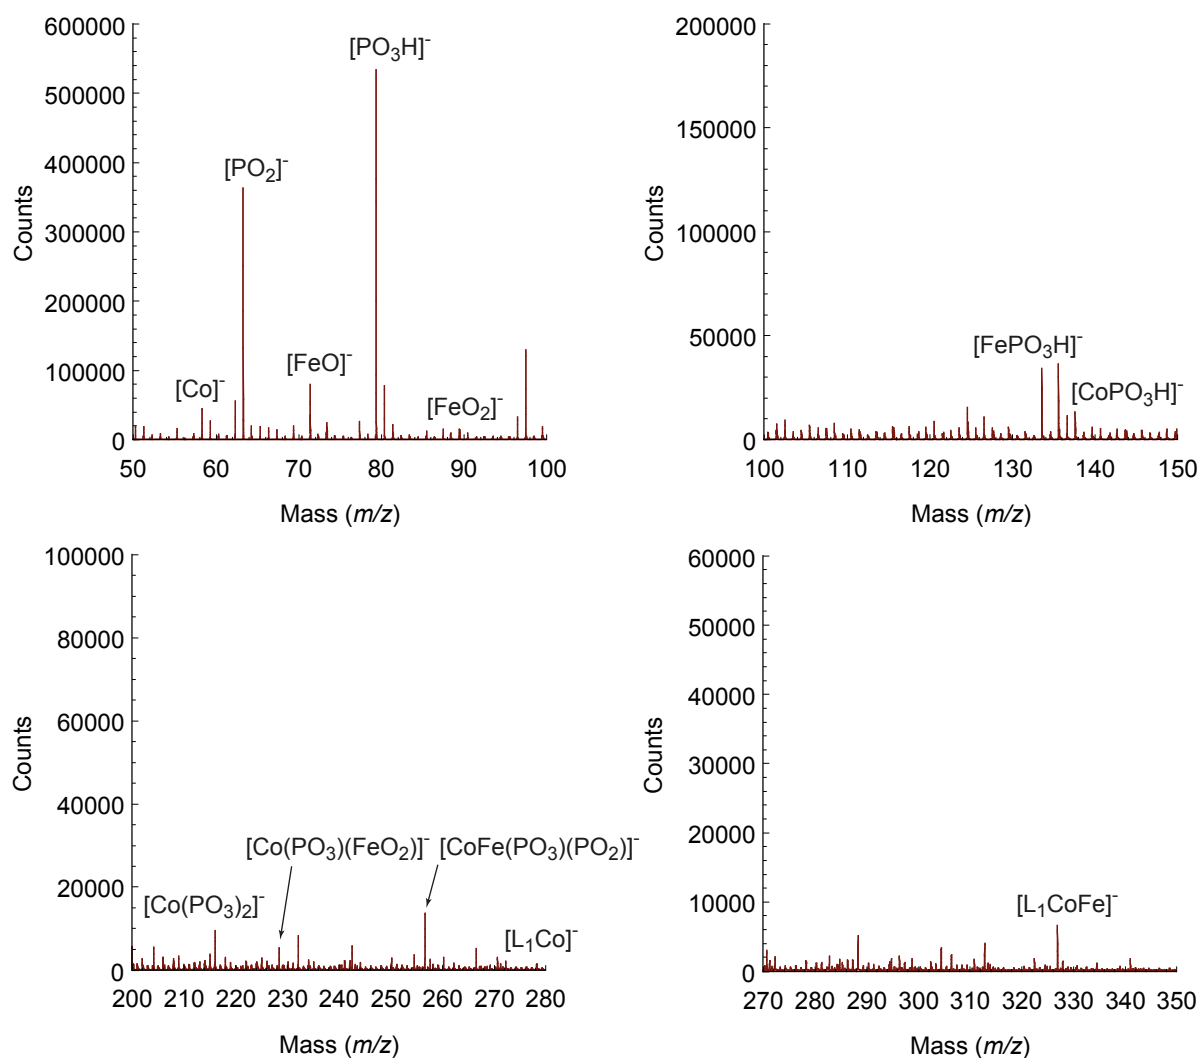 600000
500000
400000
300000
200000
100000
0
Counts
[PO₃H]⁻
[PO₂]⁻
[FeO]⁻
[Co]⁻
[FeO₂]⁻
50 60 70 80 90 100
Mass (m/z)
200000
150000
100000
50000
0
Counts
[FePO₃H]⁻
[CoPO₃H]⁻
100 110 120 130 140 150
Mass (m/z)
100000
80000
60000
40000
20000
0
Counts
[Co(PO₃)(FeO₂)]⁻ [CoFe(PO₃)(PO₂)]⁻
[Co(PO₃)₂]⁻
[L₁Co]⁻
200 210 220 230 240 250 260 270 280
Mass (m/z)
60000
50000
40000
30000
20000
10000
0
Counts
[L₁CoFe]⁻
270 280 290 300 310 320 330 340 350
Mass (m/z)